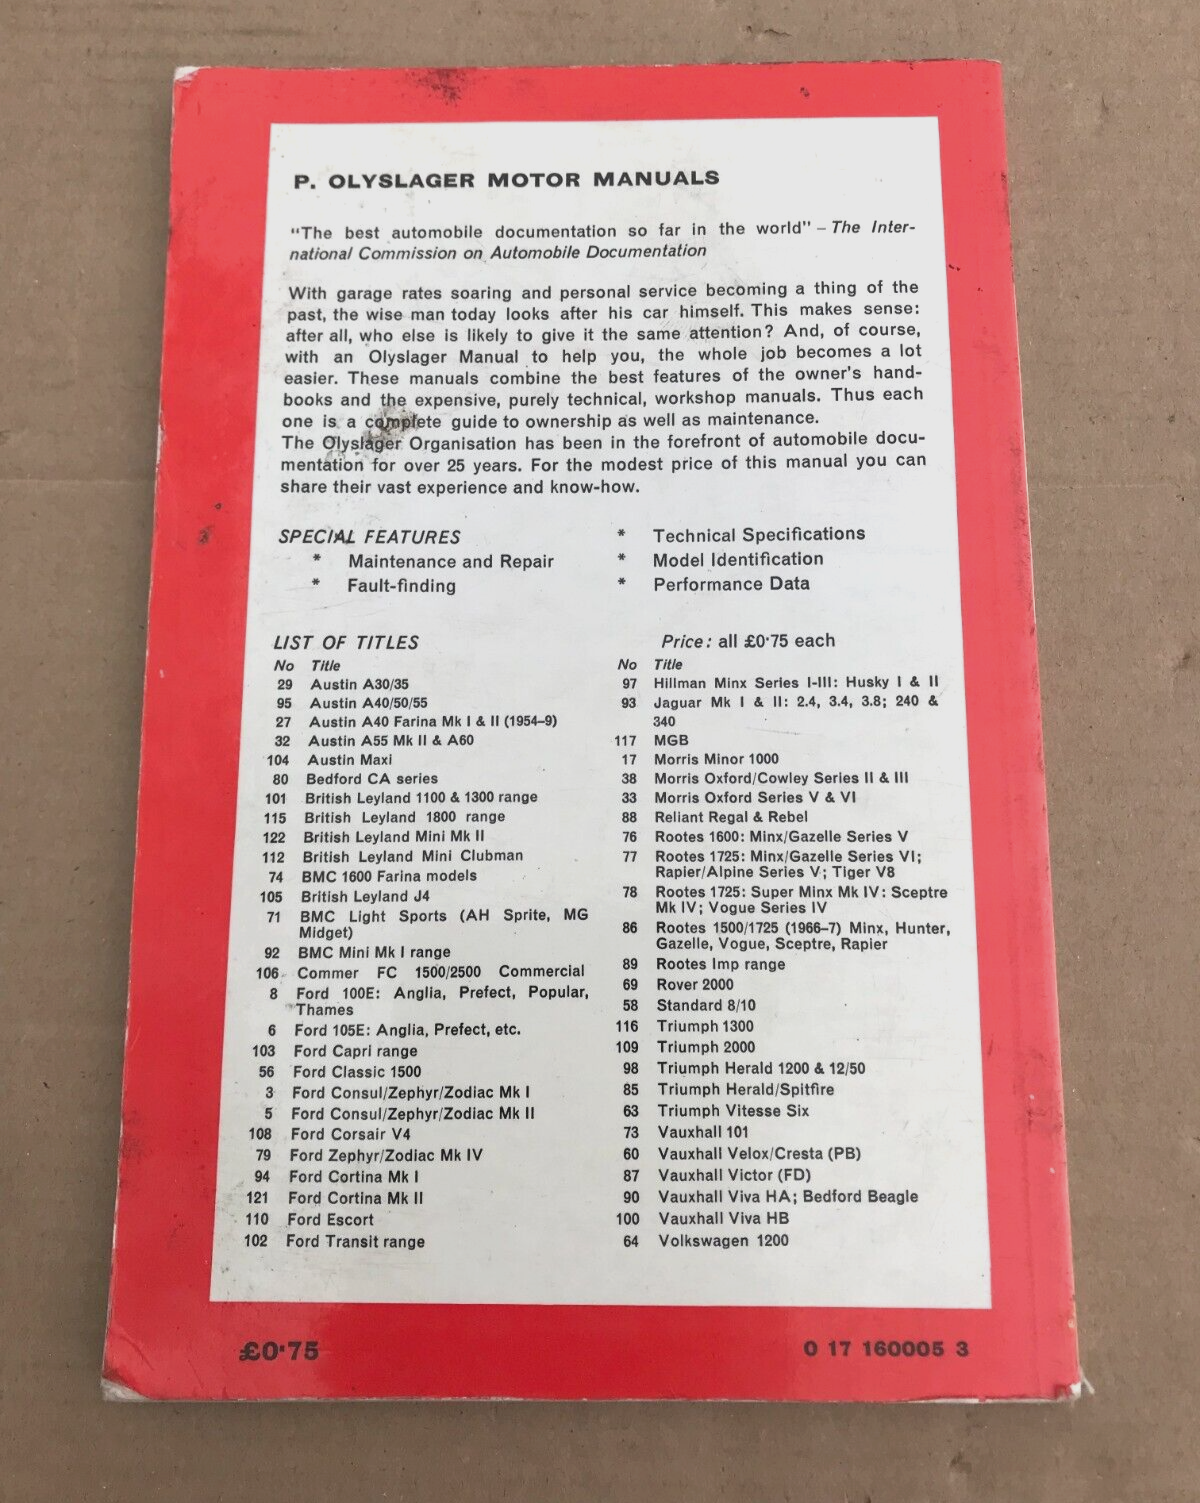 P. OLYSLAGER MOTOR MANUALS
"The best automobile documentation so far in the world" – The Inter-
national Commission on Automobile Documentation
With garage rates soaring and personal service becoming a thing of the
past, the wise man today looks after his car himself. This makes sense:
after all, who else is likely to give it the same attention? And, of course,
with an Olyslager Manual to help you, the whole job becomes a lot
easier. These manuals combine the best features of the owner's hand-
books and the expensive, purely technical, workshop manuals. Thus each
one is a complete guide to ownership as well as maintenance.
The Olyslager Organisation has been in the forefront of automobile docu-
mentation for over 25 years. For the modest price of this manual you can
share their vast experience and know-how.
SPECIAL FEATURES
* Maintenance and Repair
* Fault-finding
* Technical Specifications
* Model Identification
* Performance Data
LIST OF TITLES
No Title
29 Austin A30/35
95 Austin A40/50/55
27 Austin A40 Farina Mk I & II (1954–9)
32 Austin A55 Mk II & A60
104 Austin Maxi
80 Bedford CA series
101 British Leyland 1100 & 1300 range
115 British Leyland 1800 range
122 British Leyland Mini Mk II
112 British Leyland Mini Clubman
74 BMC 1600 Farina models
105 British Leyland J4
71 BMC Light Sports (AH Sprite, MG
Midget)
92 BMC Mini Mk I range
106 Commer FC 1500/2500 Commercial
8 Ford 100E: Anglia, Prefect, Popular,
Thames
6 Ford 105E: Anglia, Prefect, etc.
103 Ford Capri range
56 Ford Classic 1500
3 Ford Consul/Zephyr/Zodiac Mk I
5 Ford Consul/Zephyr/Zodiac Mk II
108 Ford Corsair V4
79 Ford Zephyr/Zodiac Mk IV
94 Ford Cortina Mk I
121 Ford Cortina Mk II
110 Ford Escort
102 Ford Transit range
Price: all £0·75 each
No Title
97 Hillman Minx Series I-III: Husky I & II
93 Jaguar Mk I & II: 2.4, 3.4, 3.8; 240 &
340
117 MGB
17 Morris Minor 1000
38 Morris Oxford/Cowley Series II & III
33 Morris Oxford Series V & VI
88 Reliant Regal & Rebel
76 Rootes 1600: Minx/Gazelle Series V
77 Rootes 1725: Minx/Gazelle Series VI;
Rapier/Alpine Series V; Tiger V8
78 Rootes 1725: Super Minx Mk IV: Sceptre
Mk IV; Vogue Series IV
86 Rootes 1500/1725 (1966–7) Minx, Hunter,
Gazelle, Vogue, Sceptre, Rapier
89 Rootes Imp range
69 Rover 2000
58 Standard 8/10
116 Triumph 1300
109 Triumph 2000
98 Triumph Herald 1200 & 12/50
85 Triumph Herald/Spitfire
63 Triumph Vitesse Six
73 Vauxhall 101
60 Vauxhall Velox/Cresta (PB)
87 Vauxhall Victor (FD)
90 Vauxhall Viva HA; Bedford Beagle
100 Vauxhall Viva HB
64 Volkswagen 1200
£0·75
0 17 160005 3